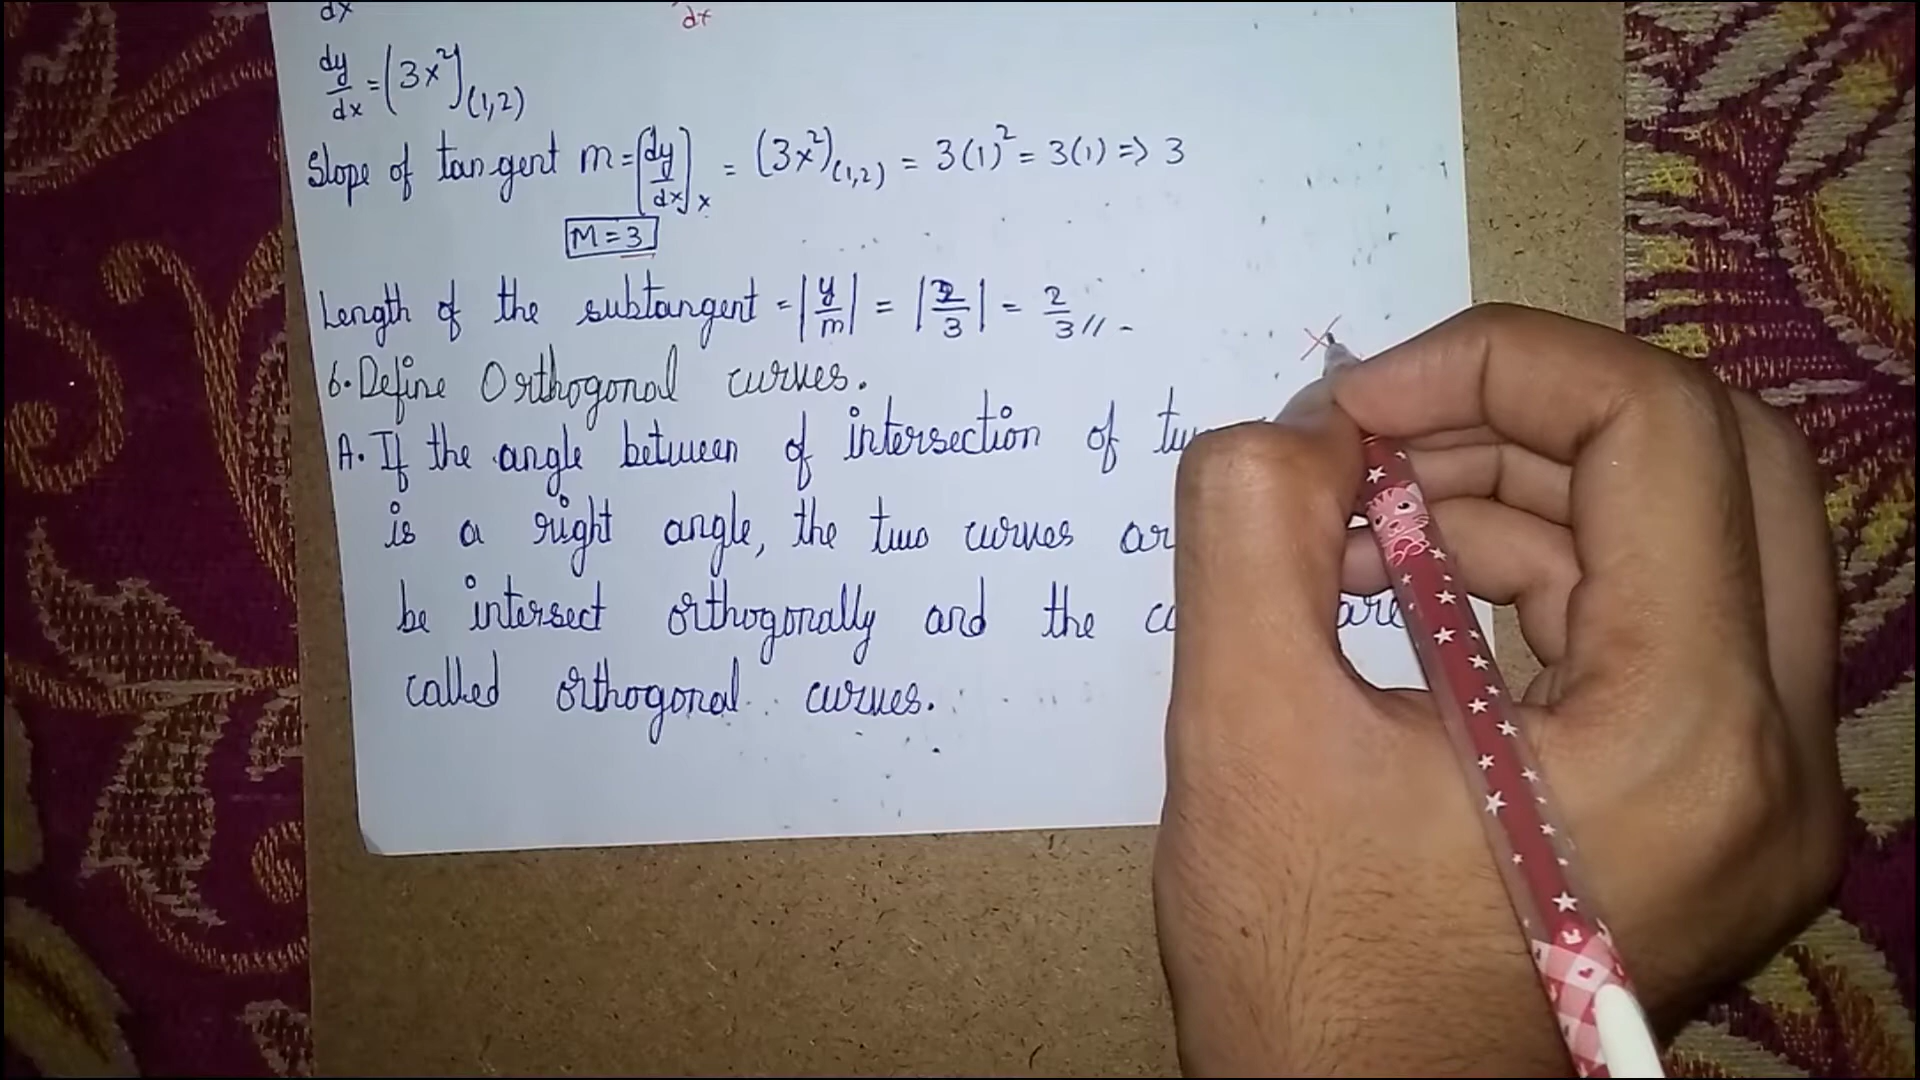 dx dx
dy/dx = (3x²)(1,2)
Slope of tangent m = (dy/dx)x = (3x²)(1,2) = 3(1)² = 3(1) => 3
M = 3
Length of the subtangent = |y/m| = |2/3| = 2/3 //
6. Define Orthogonal curves.
A. If the angle between of intersection of
is a right angle, the two curves
be intersect orthogonally and the are
called orthogonal curves.